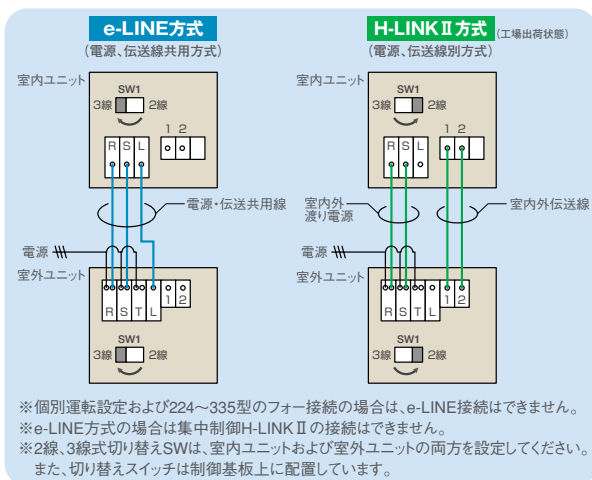 e-LINE方式
(電源、伝送線共用方式)
室内ユニット
SW1
3線 2線
R S L
1 2
電源・伝送共用線
電源
室外ユニット
R S T L
1 2
SW1
3線 2線
H-LINKⅡ方式 (工場出荷状態)
(電源、伝送線別方式)
室内ユニット
SW1
3線 2線
R S L
1 2
室内外
渡り電源
室内外伝送線
電源
室外ユニット
R S T L
1 2
SW1
3線 2線
※個別運転設定および224〜335型のフォー接続の場合は、e-LINE接続はできません。
※e-LINE方式の場合は集中制御H-LINKⅡの接続はできません。
※2線、3線式切り替えSWは、室内ユニットおよび室外ユニットの両方を設定してください。
また、切り替えスイッチは制御基板上に配置しています。